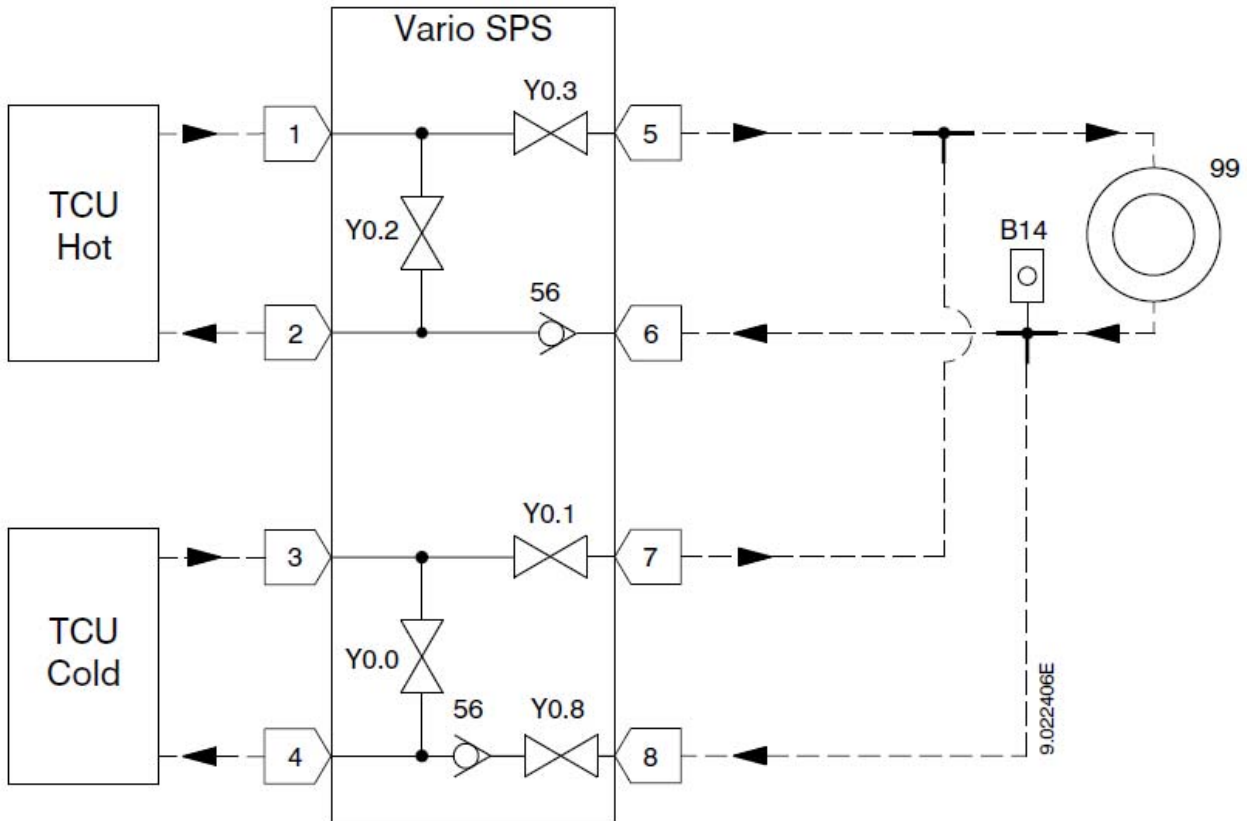 Vario SPS
Y0.3
1
5
99
TCU
Hot
Y0.2
B14
56
2
6
Y0.1
3
7
TCU
Cold
Y0.0
56
Y0.8
4
8
9.022406E